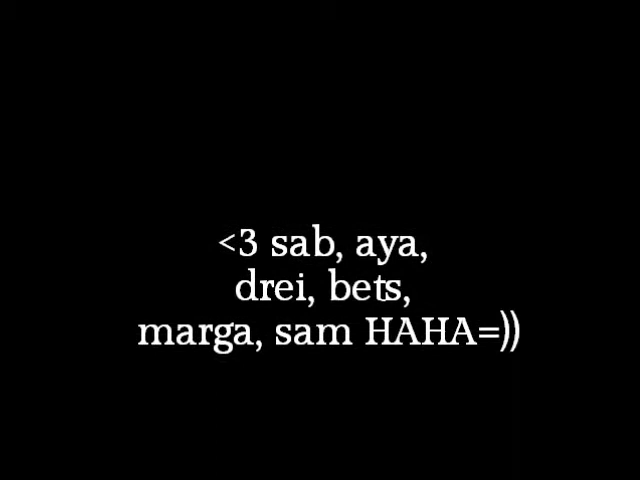 <3 sab, aya,
drei, bets,
marga, sam HAHA=))